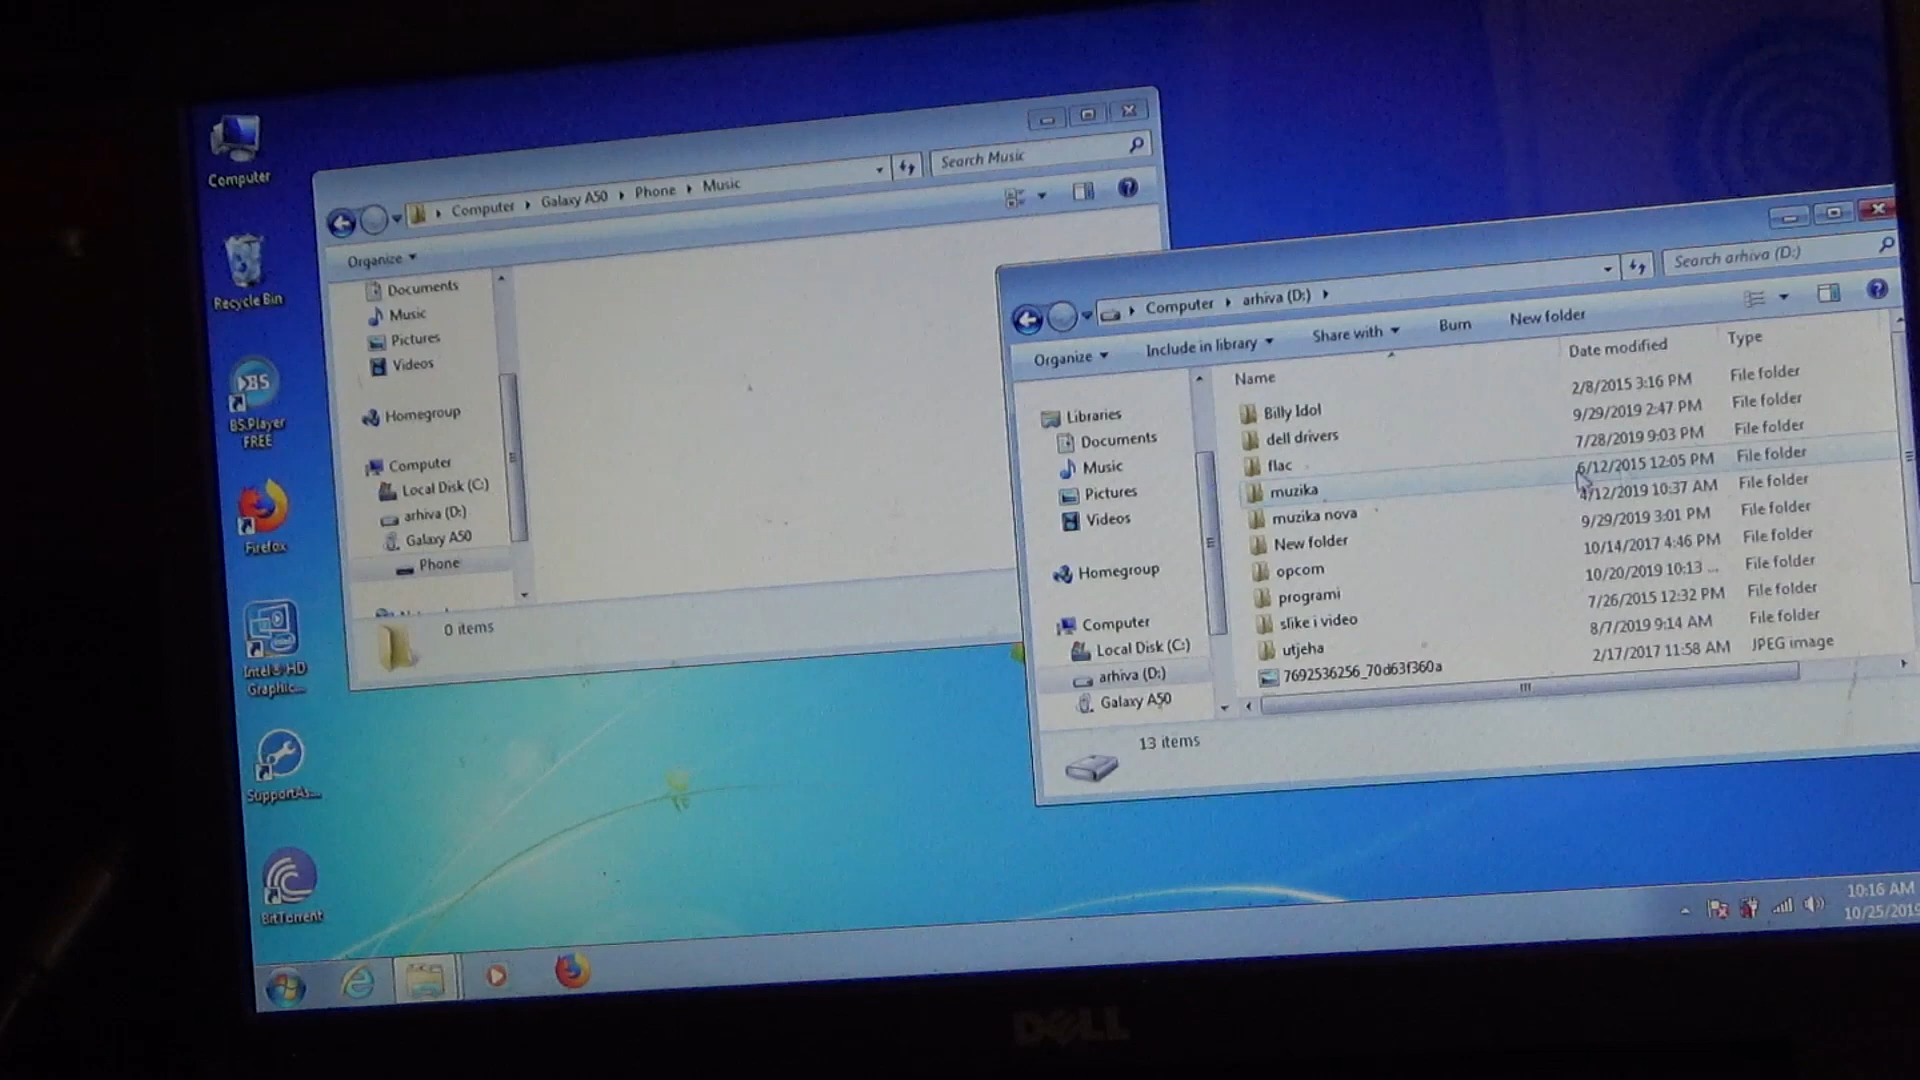 Computer
Recycle Bin
BS.Player
FREE
Firefox
Intel® HD
Graphic...
SupportAs...
BitTorrent
Computer Galaxy A50 Phone Music
Search Music
Organize
Documents
Music
Pictures
Videos
Homegroup
Computer
Local Disk (C:)
arhiva (D:)
Galaxy A50
Phone
0 items
Computer arhiva (D:)
Search arhiva (D:)
Organize Include in library Share with Burn New folder
Libraries
Documents
Music
Pictures
Videos
Homegroup
Computer
Local Disk (C:)
arhiva (D:)
Galaxy A50
Name Date modified Type
Billy Idol 2/8/2015 3:16 PM File folder
dell drivers 9/29/2019 2:47 PM File folder
flac 7/28/2019 9:03 PM File folder
muzika 6/12/2015 12:05 PM File folder
muzika nova 4/12/2019 10:37 AM File folder
New folder 9/29/2019 3:01 PM File folder
opcom 10/14/2017 4:46 PM File folder
programi 10/20/2019 10:13 ... File folder
slike i video 7/26/2015 12:32 PM File folder
utjeha 8/7/2019 9:14 AM File folder
7692536256_70d63f360a 2/17/2017 11:58 AM JPEG image
13 items
10:16 AM
10/25/2019
DELL